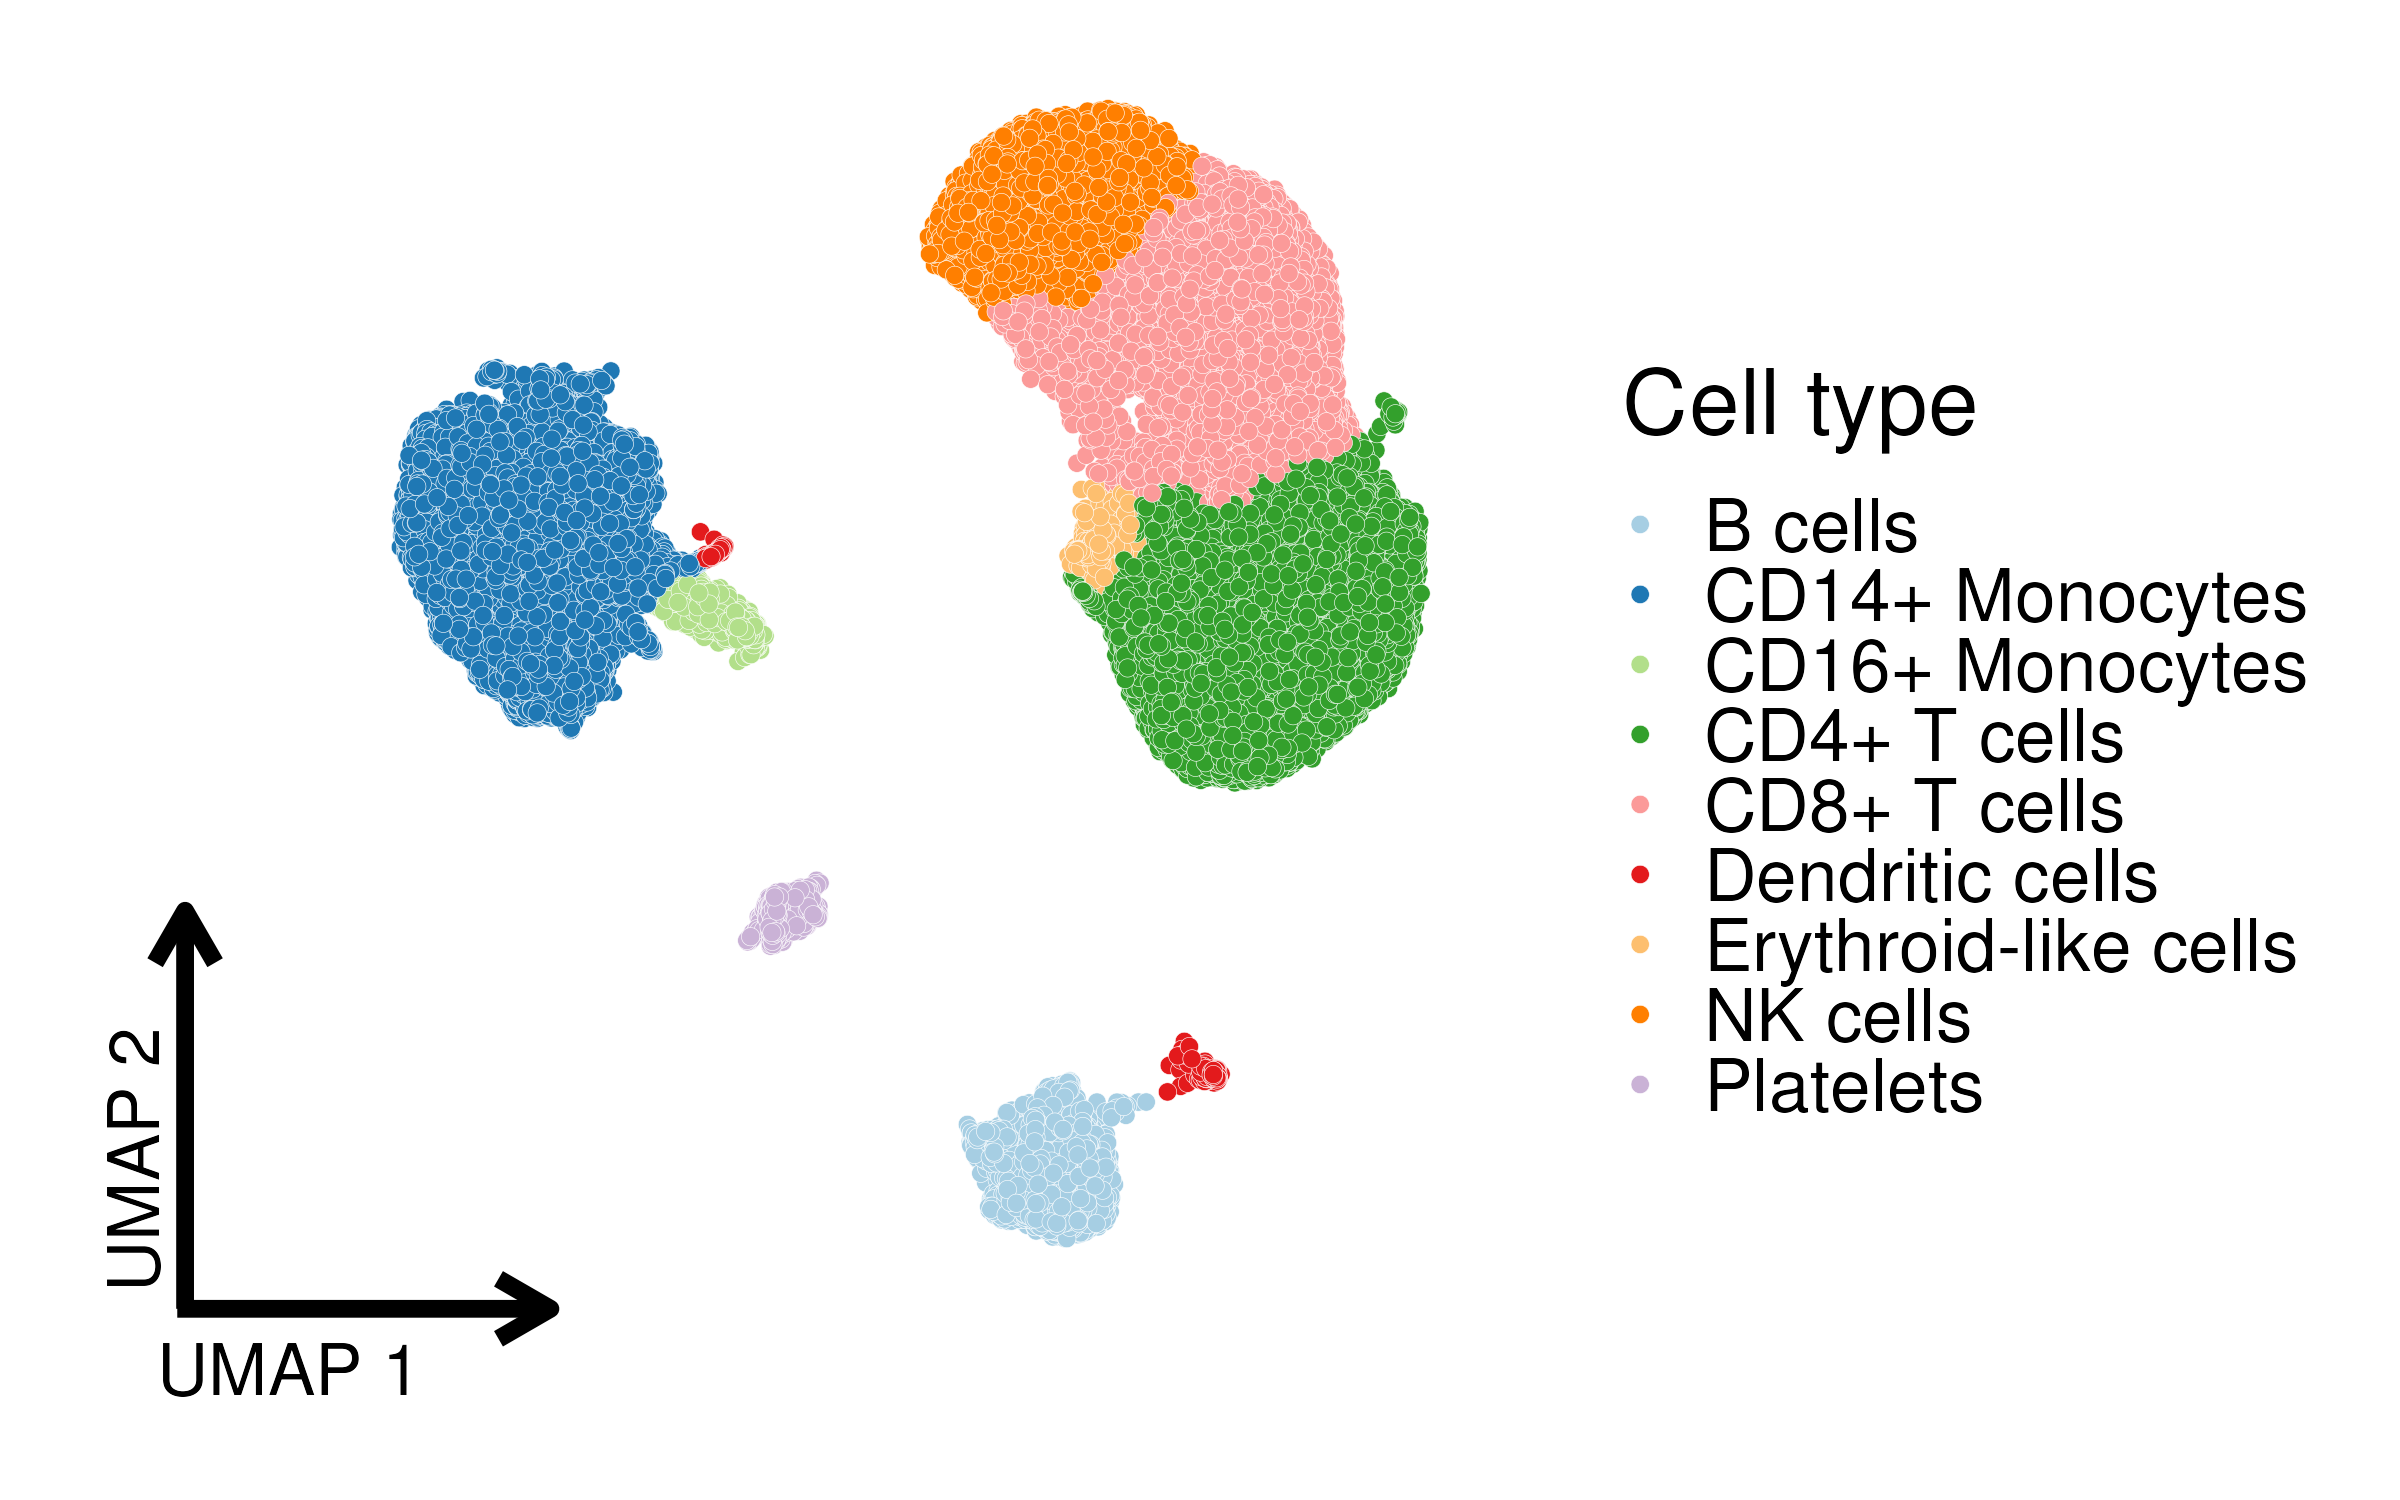 Cell type
B cells
CD14+ Monocytes
CD16+ Monocytes
CD4+ T cells
CD8+ T cells
Dendritic cells
Erythroid-like cells
NK cells
Platelets
UMAP 2
UMAP 1